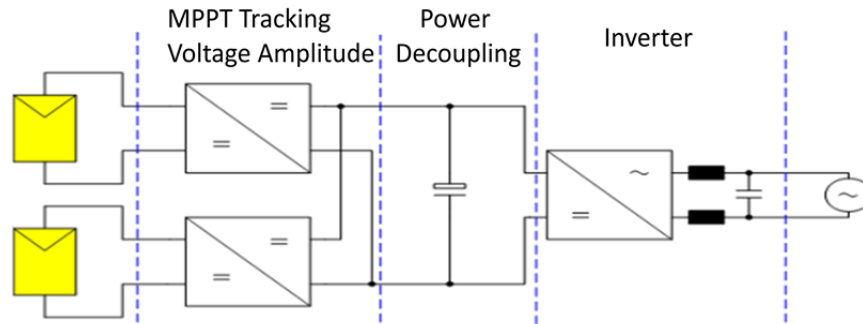 MPPT Tracking
Voltage Amplitude
Power
Decoupling
Inverter